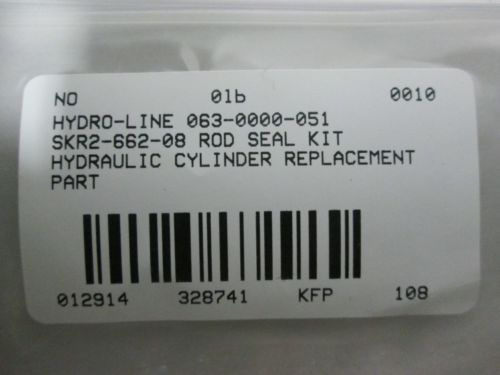 NO 01b 0010
HYDRO-LINE 063-0000-051
SKR2-662-08 ROD SEAL KIT
HYDRAULIC CYLINDER REPLACEMENT
PART
012914 328741 KFP 108